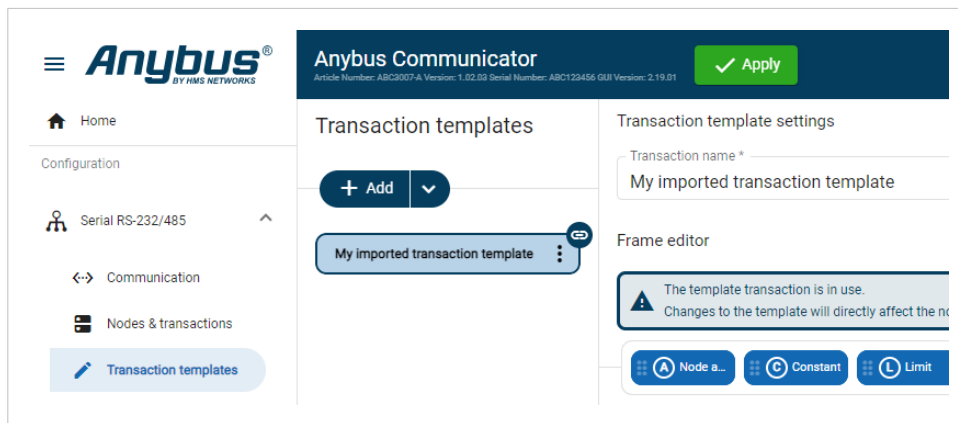 Anybus®
BY HMS NETWORKS
Home
Configuration
Serial RS-232/485
Communication
Nodes & transactions
Transaction templates
Anybus Communicator
Article Number: ABC3007-A Version: 1.02.03 Serial Number: ABC123456 GUI Version: 2.19.01
Apply
Transaction templates
Add
My imported transaction template
Transaction template settings
Transaction name *
My imported transaction template
Frame editor
The template transaction is in use.
Changes to the template will directly affect the no
A Node a...
C Constant
L Limit